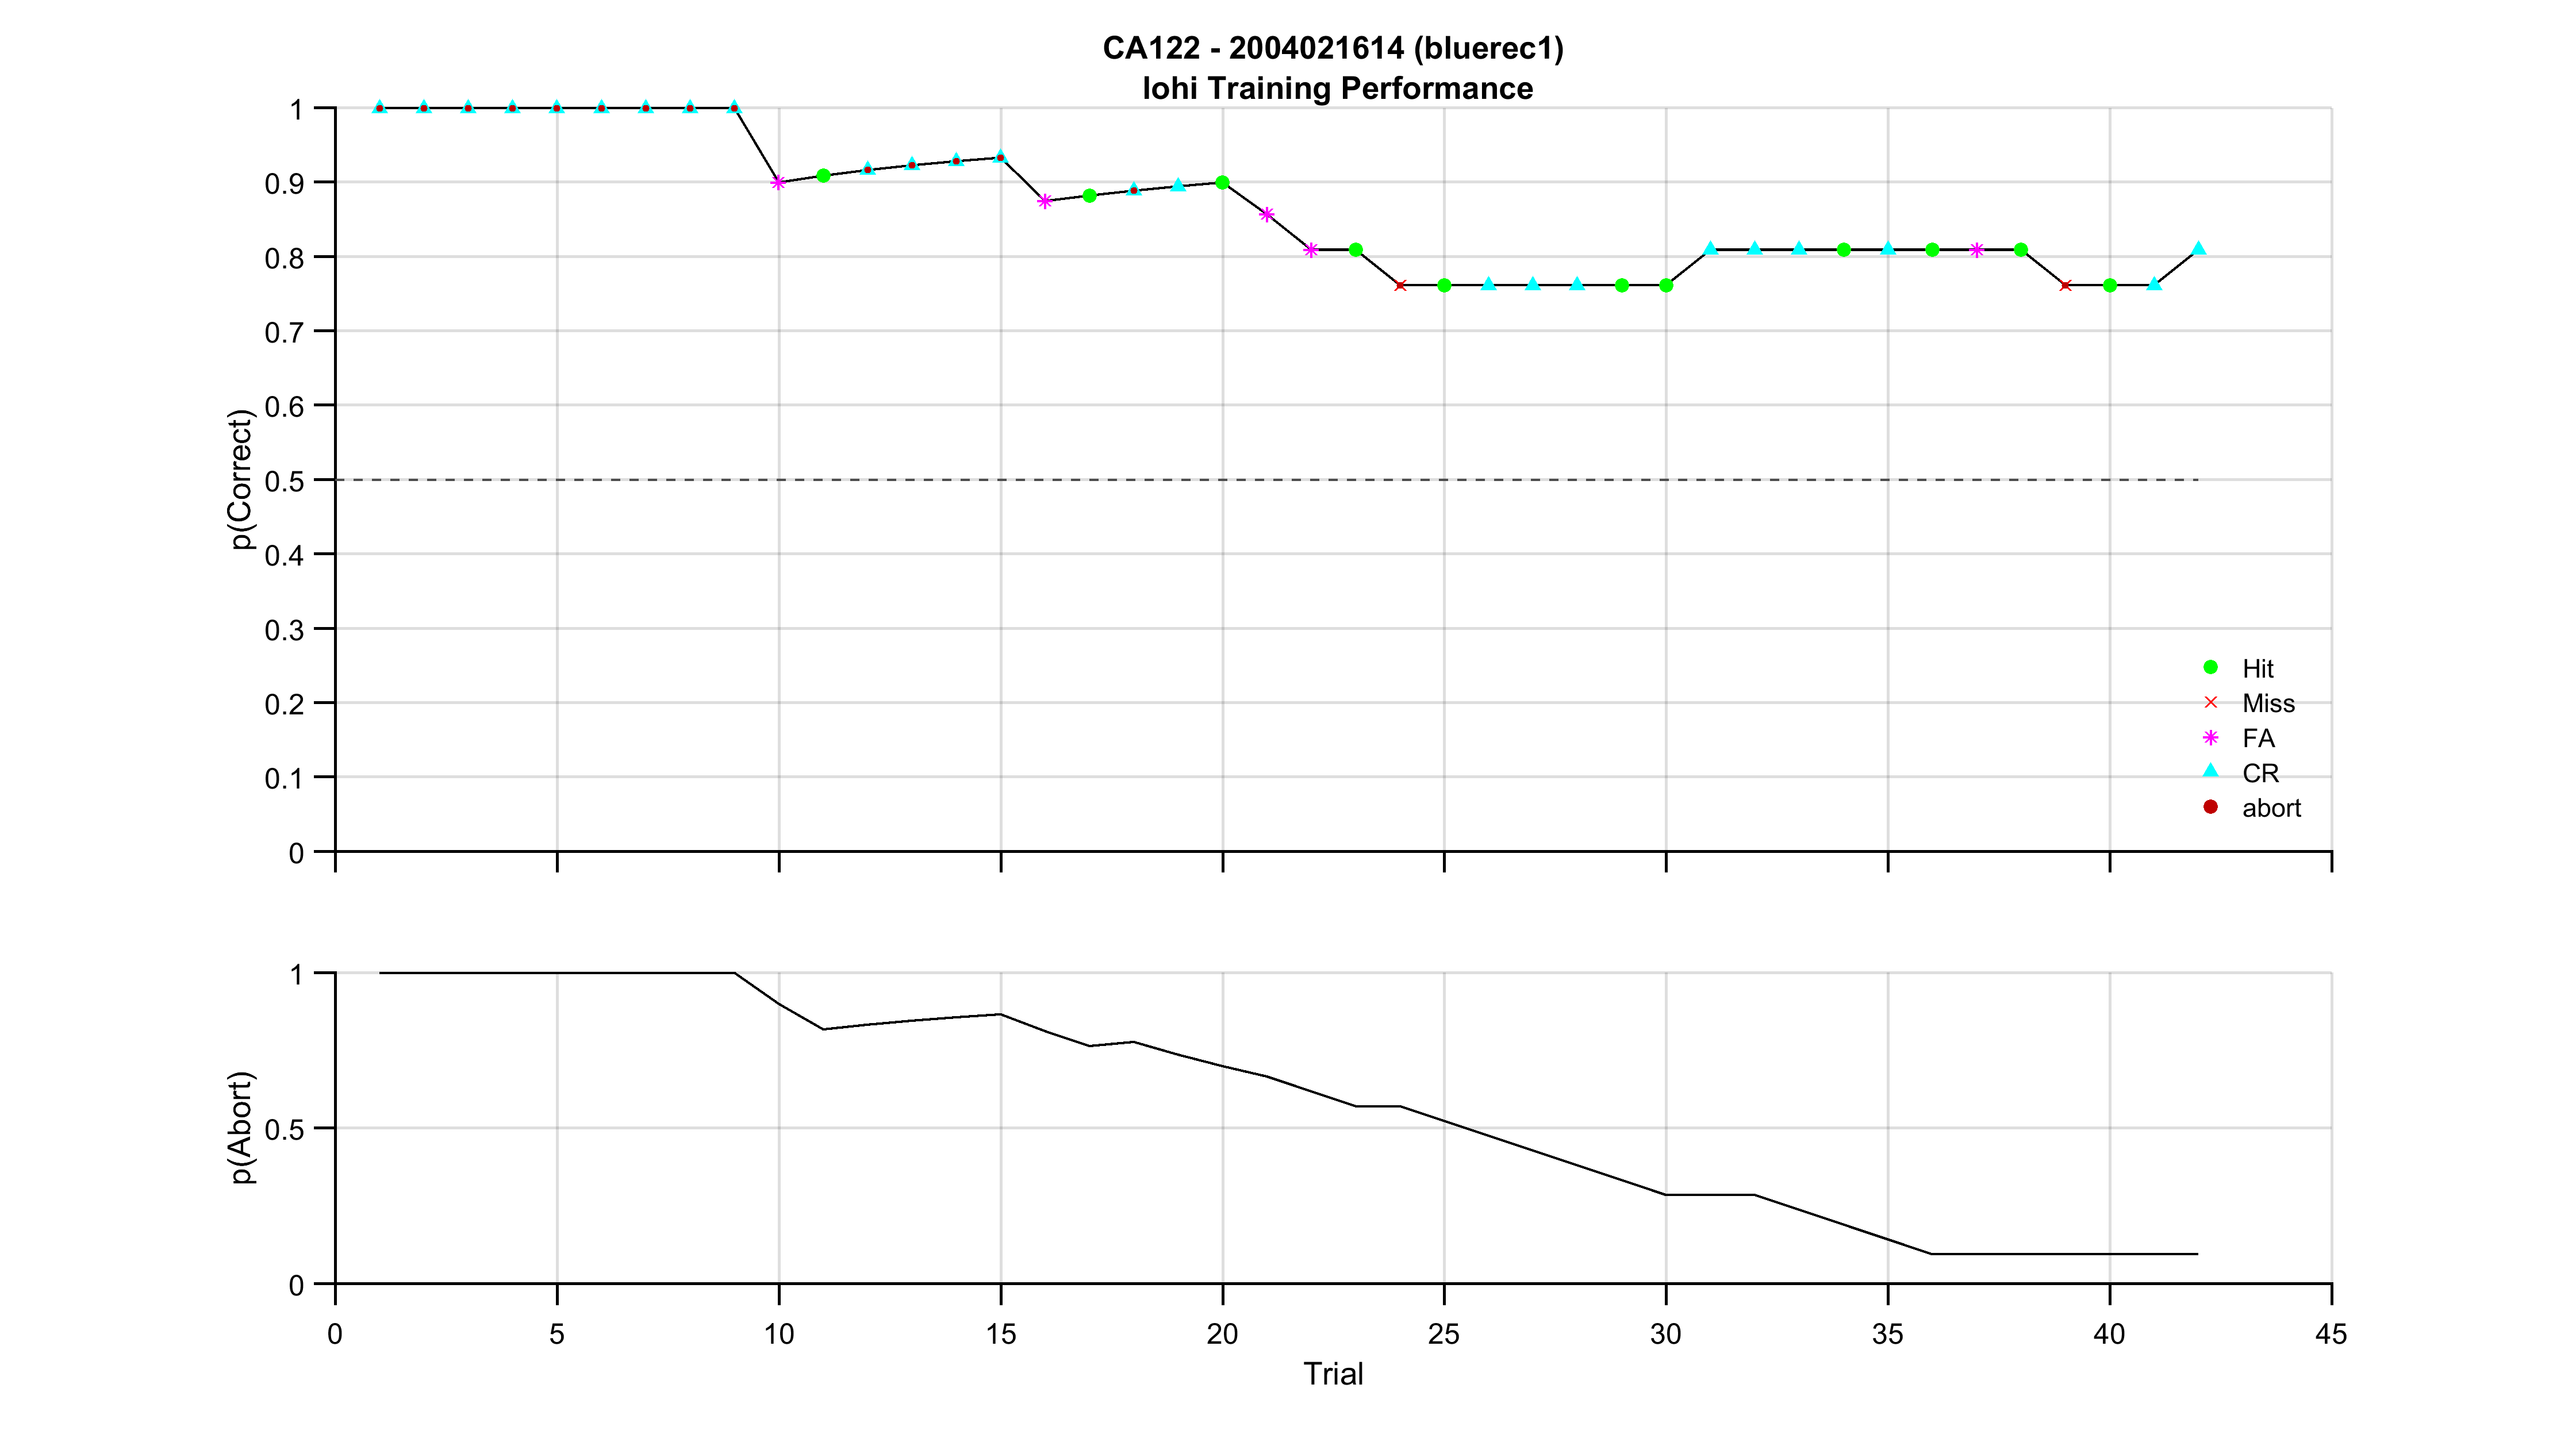 CA122 - 2004021614 (bluerec1)
lohi Training Performance
p(Correct)
1
0.9
0.8
0.7
0.6
0.5
0.4
0.3
0.2
0.1
0
Hit
Miss
FA
CR
abort
p(Abort)
1
0.5
0
0 5 10 15 20 25 30 35 40 45
Trial